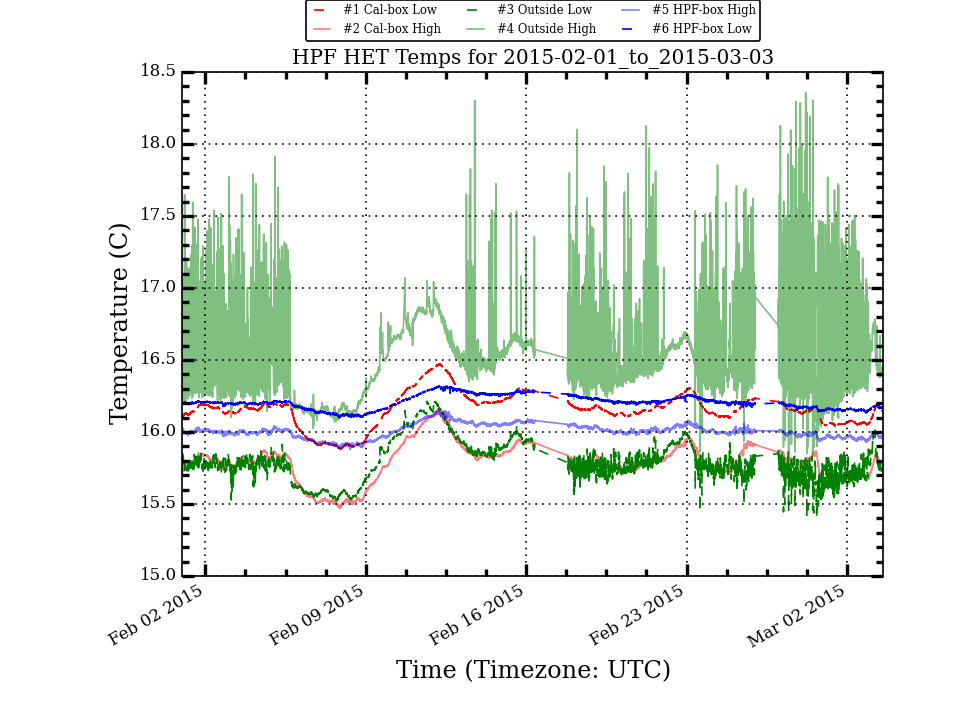 #1 Cal-box Low #3 Outside Low #5 HPF-box High
#2 Cal-box High #4 Outside High #6 HPF-box Low
HPF HET Temps for 2015-02-01_to_2015-03-03
18.5
18.0
17.5
17.0
16.5
16.0
15.5
15.0
Temperature (C)
Feb 02 2015 Feb 09 2015 Feb 16 2015 Feb 23 2015 Mar 02 2015
Time (Timezone: UTC)